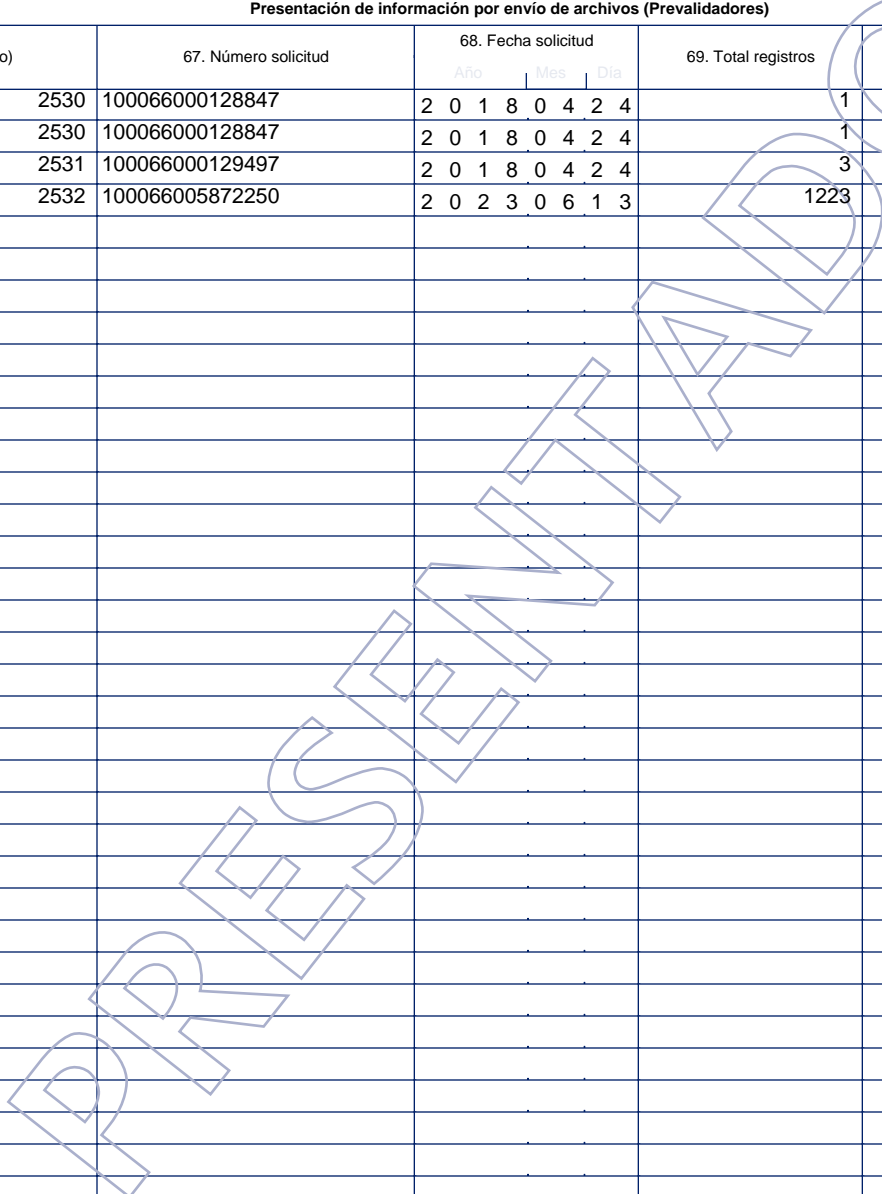 Presentación de información por envío de archivos (Prevalidadores)
o) 67. Número solicitud 68. Fecha solicitud 69. Total registros
Año Mes Día
2530 100066000128847 2 0 1 8 0 4 2 4 1
2530 100066000128847 2 0 1 8 0 4 2 4 1
2531 100066000129497 2 0 1 8 0 4 2 4 3
2532 100066005872250 2 0 2 3 0 6 1 3 1223
PRESENTADO